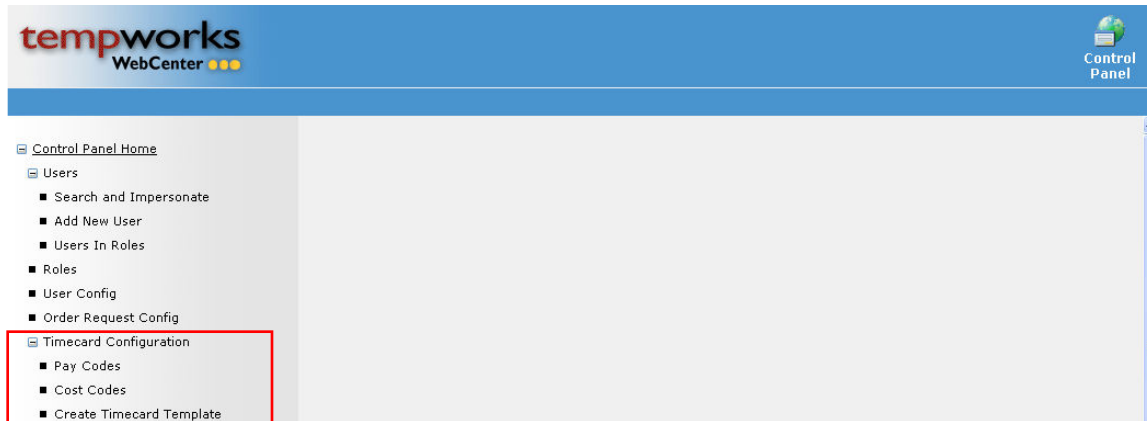 tempworks
WebCenter
Control
Panel
Control Panel Home
Users
Search and Impersonate
Add New User
Users In Roles
Roles
User Config
Order Request Config
Timecard Configuration
Pay Codes
Cost Codes
Create Timecard Template